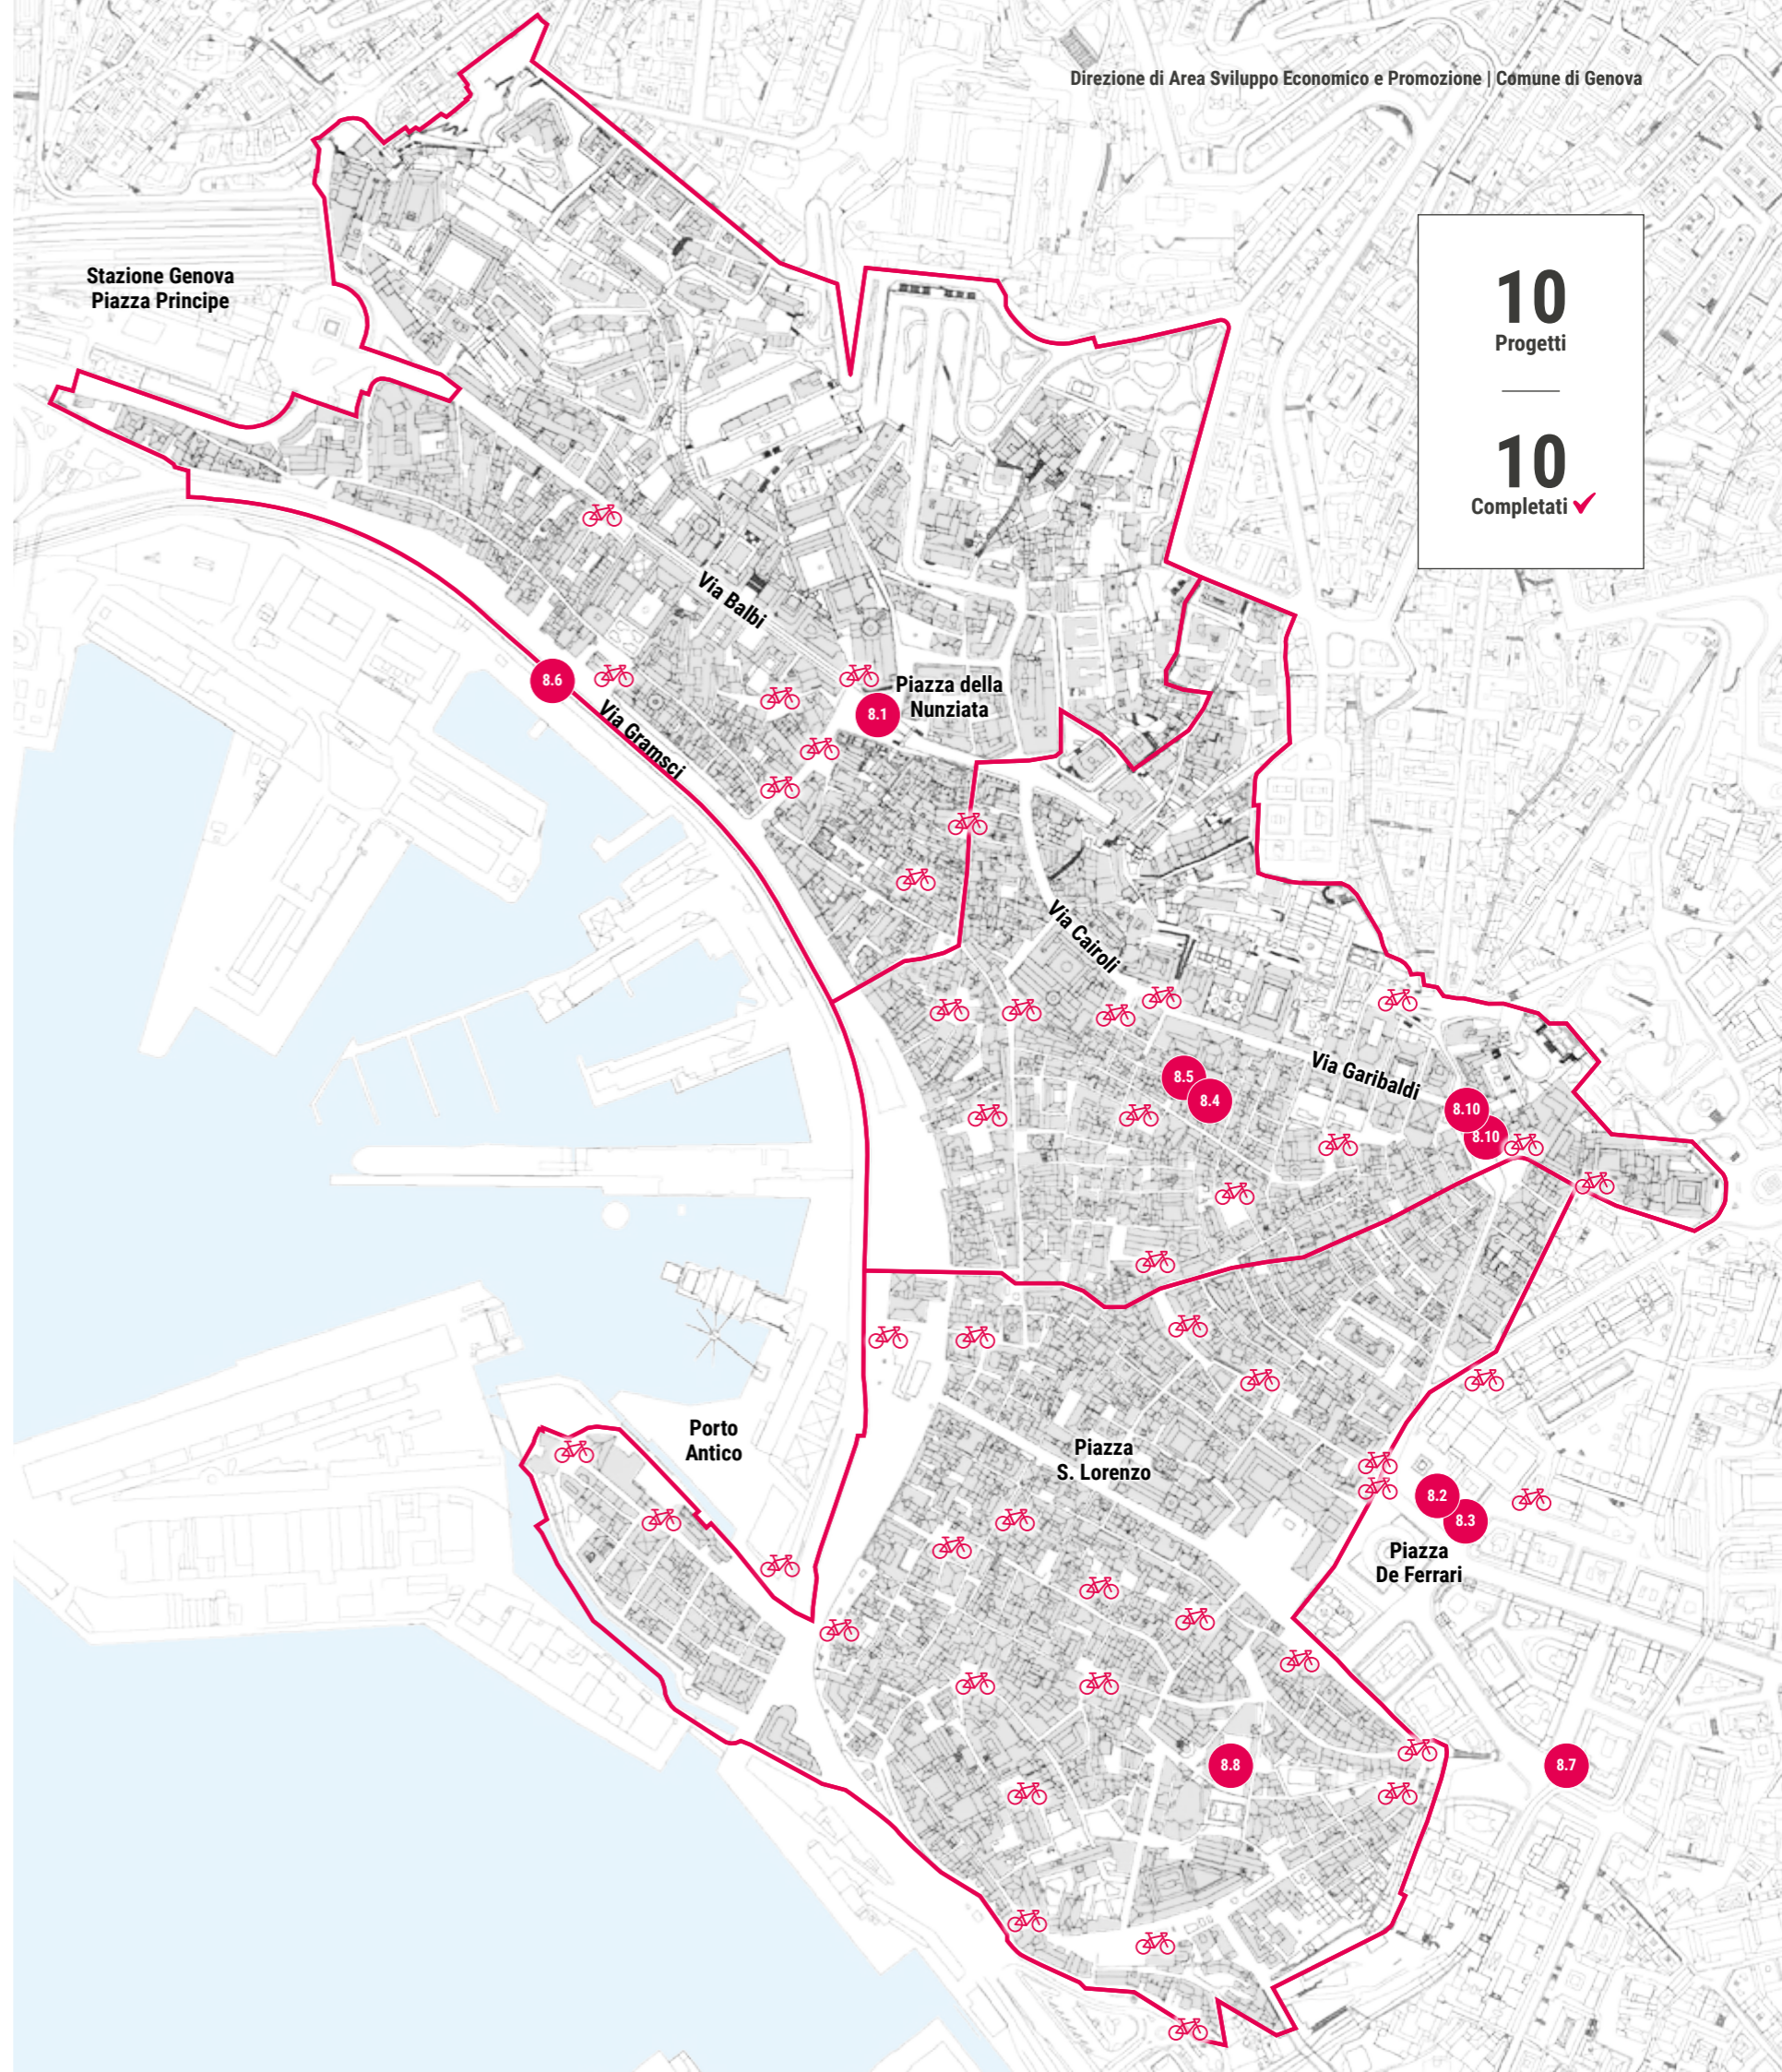 Direzione di Area Sviluppo Economico e Promozione | Comune di Genova
10
Progetti
10
Completati
Stazione Genova
Piazza Principe
Via Balbi
8.6
Via Gramsci
8.1
Piazza della
Nunziata
Via Cairoli
8.5
8.4
Via Garibaldi
8.10
8.10
Porto
Antico
Piazza
S. Lorenzo
8.2
8.3
Piazza
De Ferrari
8.8
8.7